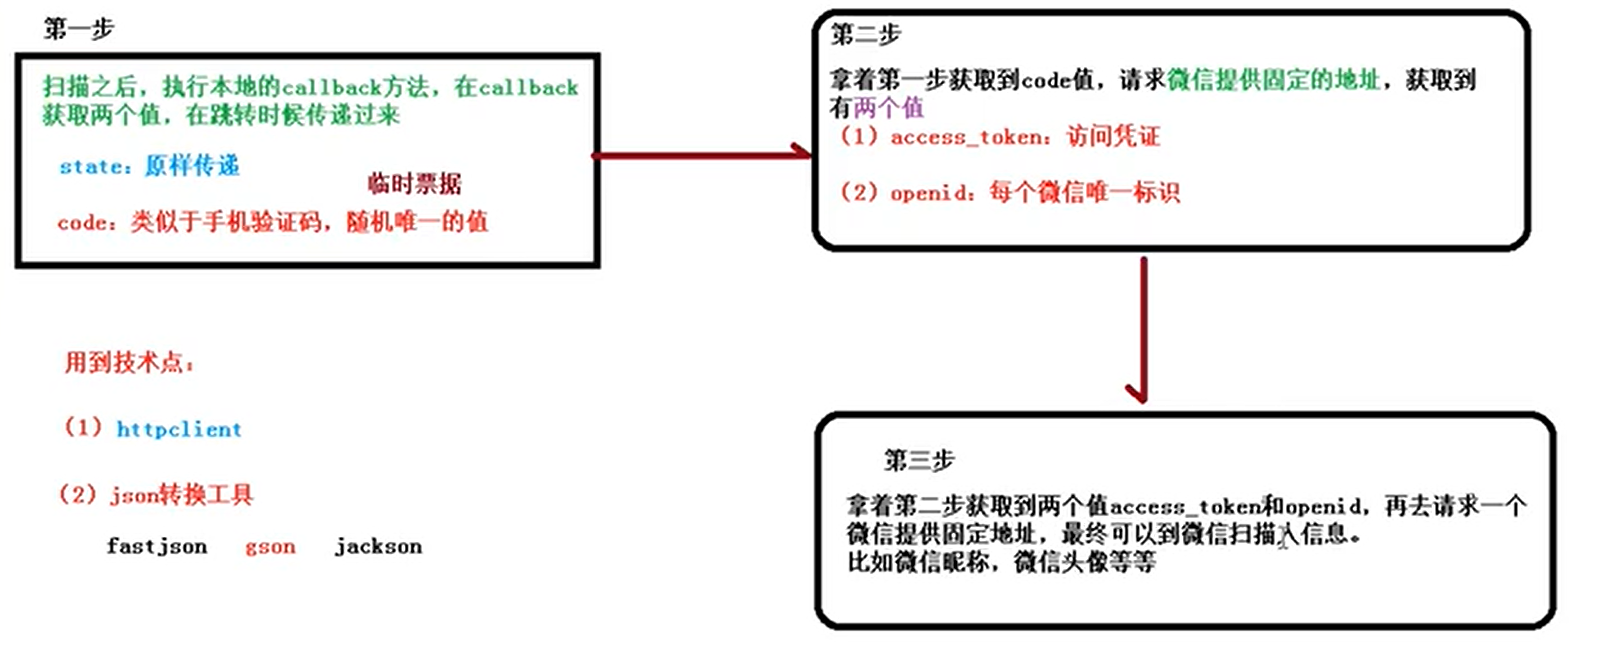 第一步
扫描之后，执行本地的callback方法，在callback
获取两个值，在跳转时候传递过来
state：原样传递
临时票据
code：类似于手机验证码，随机唯一的值
第二步
拿着第一步获取到code值，请求微信提供固定的地址，获取到
有两个值
（1）access_token：访问凭证
（2）openid：每个微信唯一标识
第三步
拿着第二步获取到两个值access_token和openid，再去请求一个
微信提供固定地址，最终可以到微信扫描人信息。
比如微信昵称，微信头像等等
用到技术点：
（1）httpclient
（2）json转换工具
fastjson gson jackson